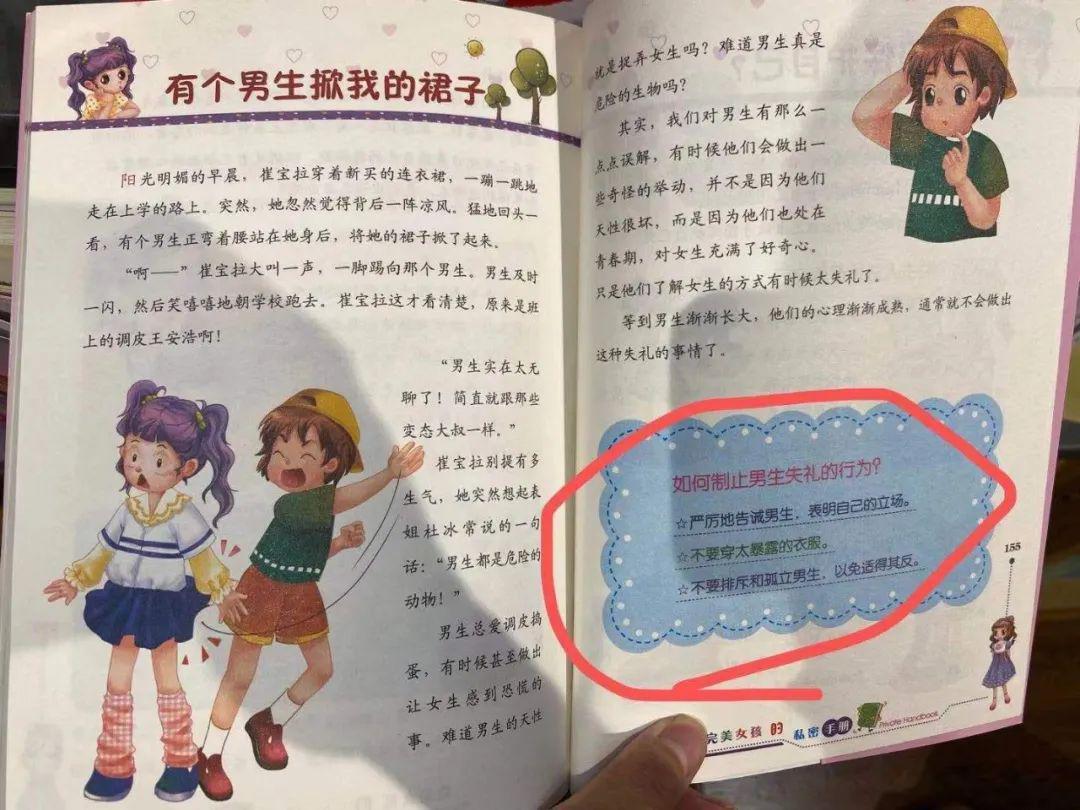 有个男生掀我的裙子
阳光明媚的早晨，崔宝拉穿着新买的连衣裙，一蹦一跳地
走在上学的路上。突然，她忽然觉得背后一阵凉风。猛地回头一
看，有个男生正弯着腰站在她身后，将她的裙子掀了起来。
“啊——”崔宝拉大叫一声，一脚踢向那个男生。男生及时
一闪，然后笑嘻嘻地朝学校跑去。崔宝拉这才看清楚，原来是班
上的调皮王安浩啊！
“男生实在太无
聊了！简直就跟那些
变态大叔一样。”
崔宝拉别提有多
生气，她突然想起表
姐杜冰常说的一句
话：“男生都是危险的
动物！”
男生总爱调皮捣
蛋，有时候甚至做出
让女生感到恐慌的
事。难道男生的天性
就是捉弄女生吗？难道男生真是
危险的生物吗？
其实，我们对男生有那么一
点点误解，有时候他们会做出一
些奇怪的举动，并不是因为他们
天性很坏，而是因为他们也处在
青春期，对女生充满了好奇心。
只是他们了解女生的方式有时候太失礼了。
等到男生渐渐长大，他们的心理渐渐成熟，通常就不会做出
这种失礼的事情了。
如何制止男生失礼的行为？
☆严厉地告诫男生，表明自己的立场。
☆不要穿太暴露的衣服。
☆不要排斥和孤立男生，以免适得其反。
155
完美女孩的私密手册 Private Handbook